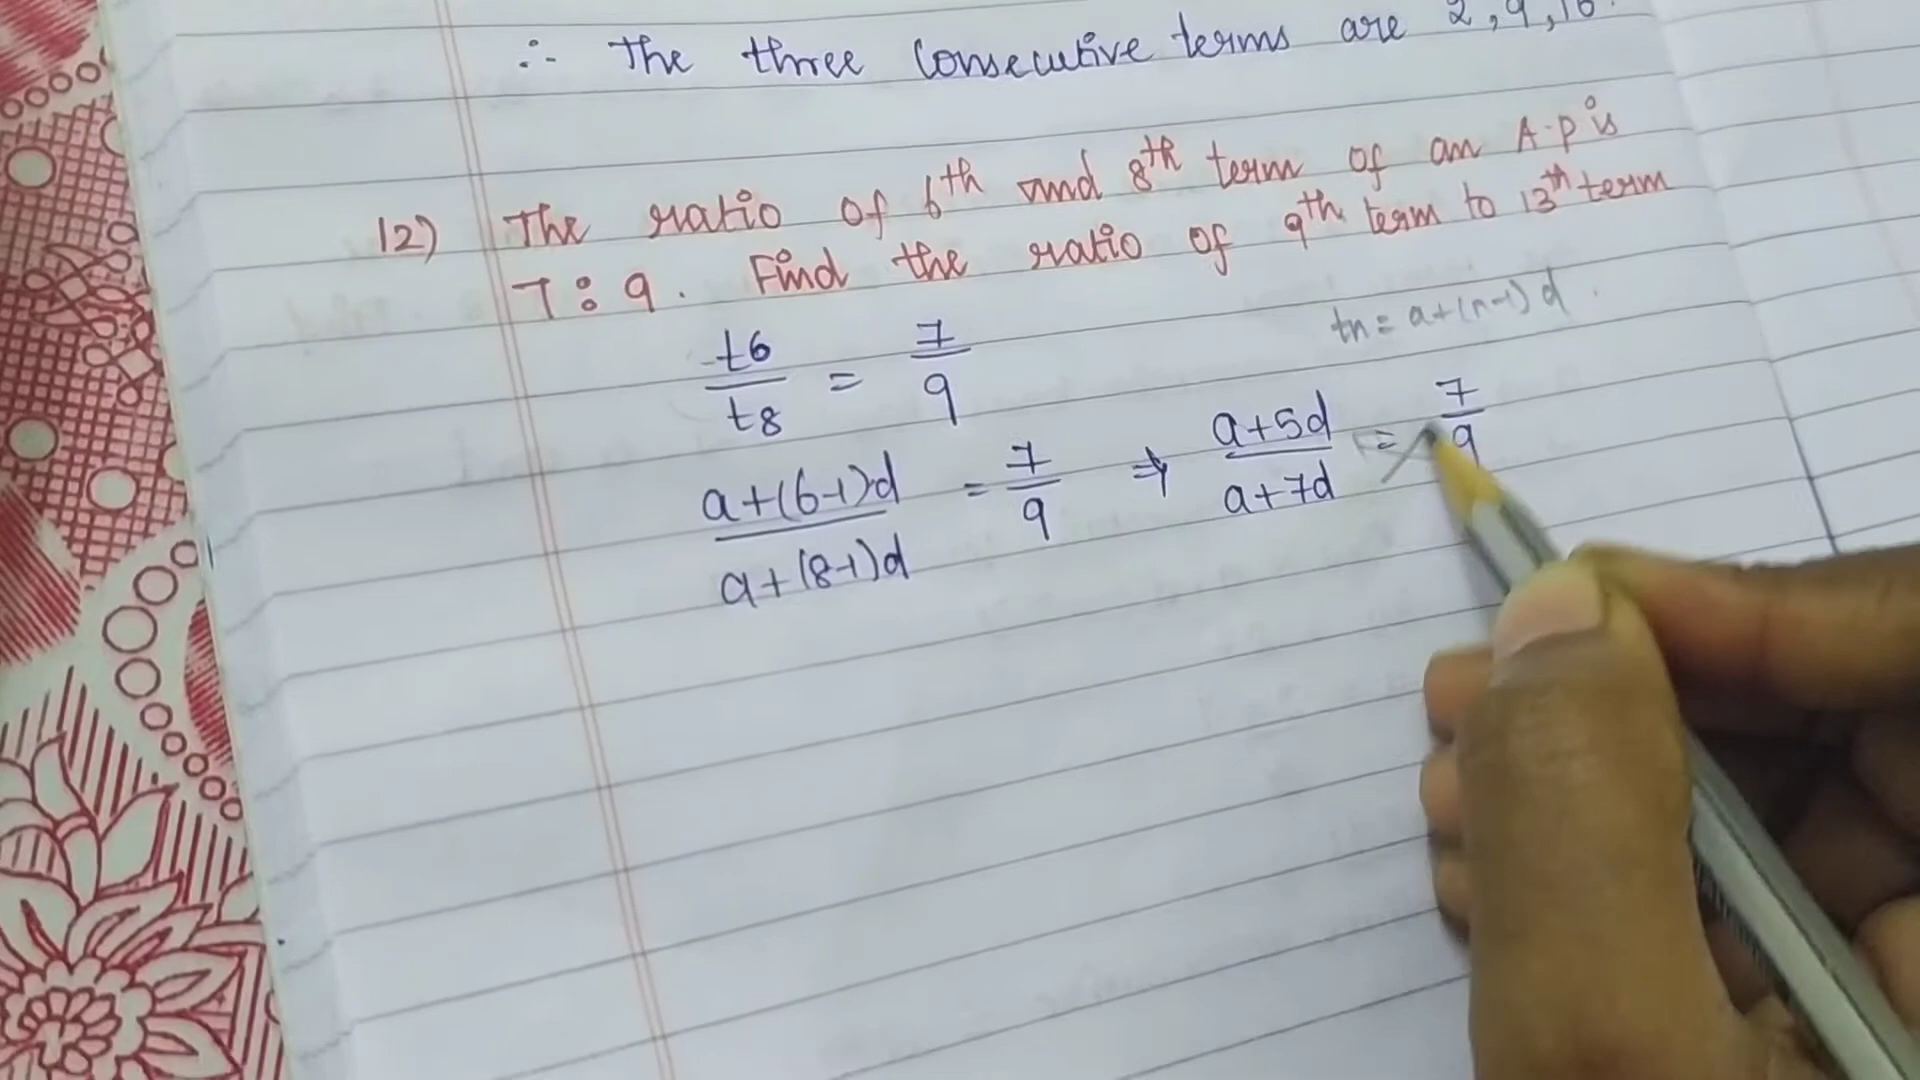 ∴ The three Consecutive terms are 2, 9, 16.
12) The ratio of 6th and 8th term of an A.P is
7 : 9. Find the ratio of 9th term to 13th term
tn = a+(n-1)d.
t6/t8 = 7/9
a+(6-1)d/a+(8-1)d = 7/9 ⇒ a+5d/a+7d = 7/9